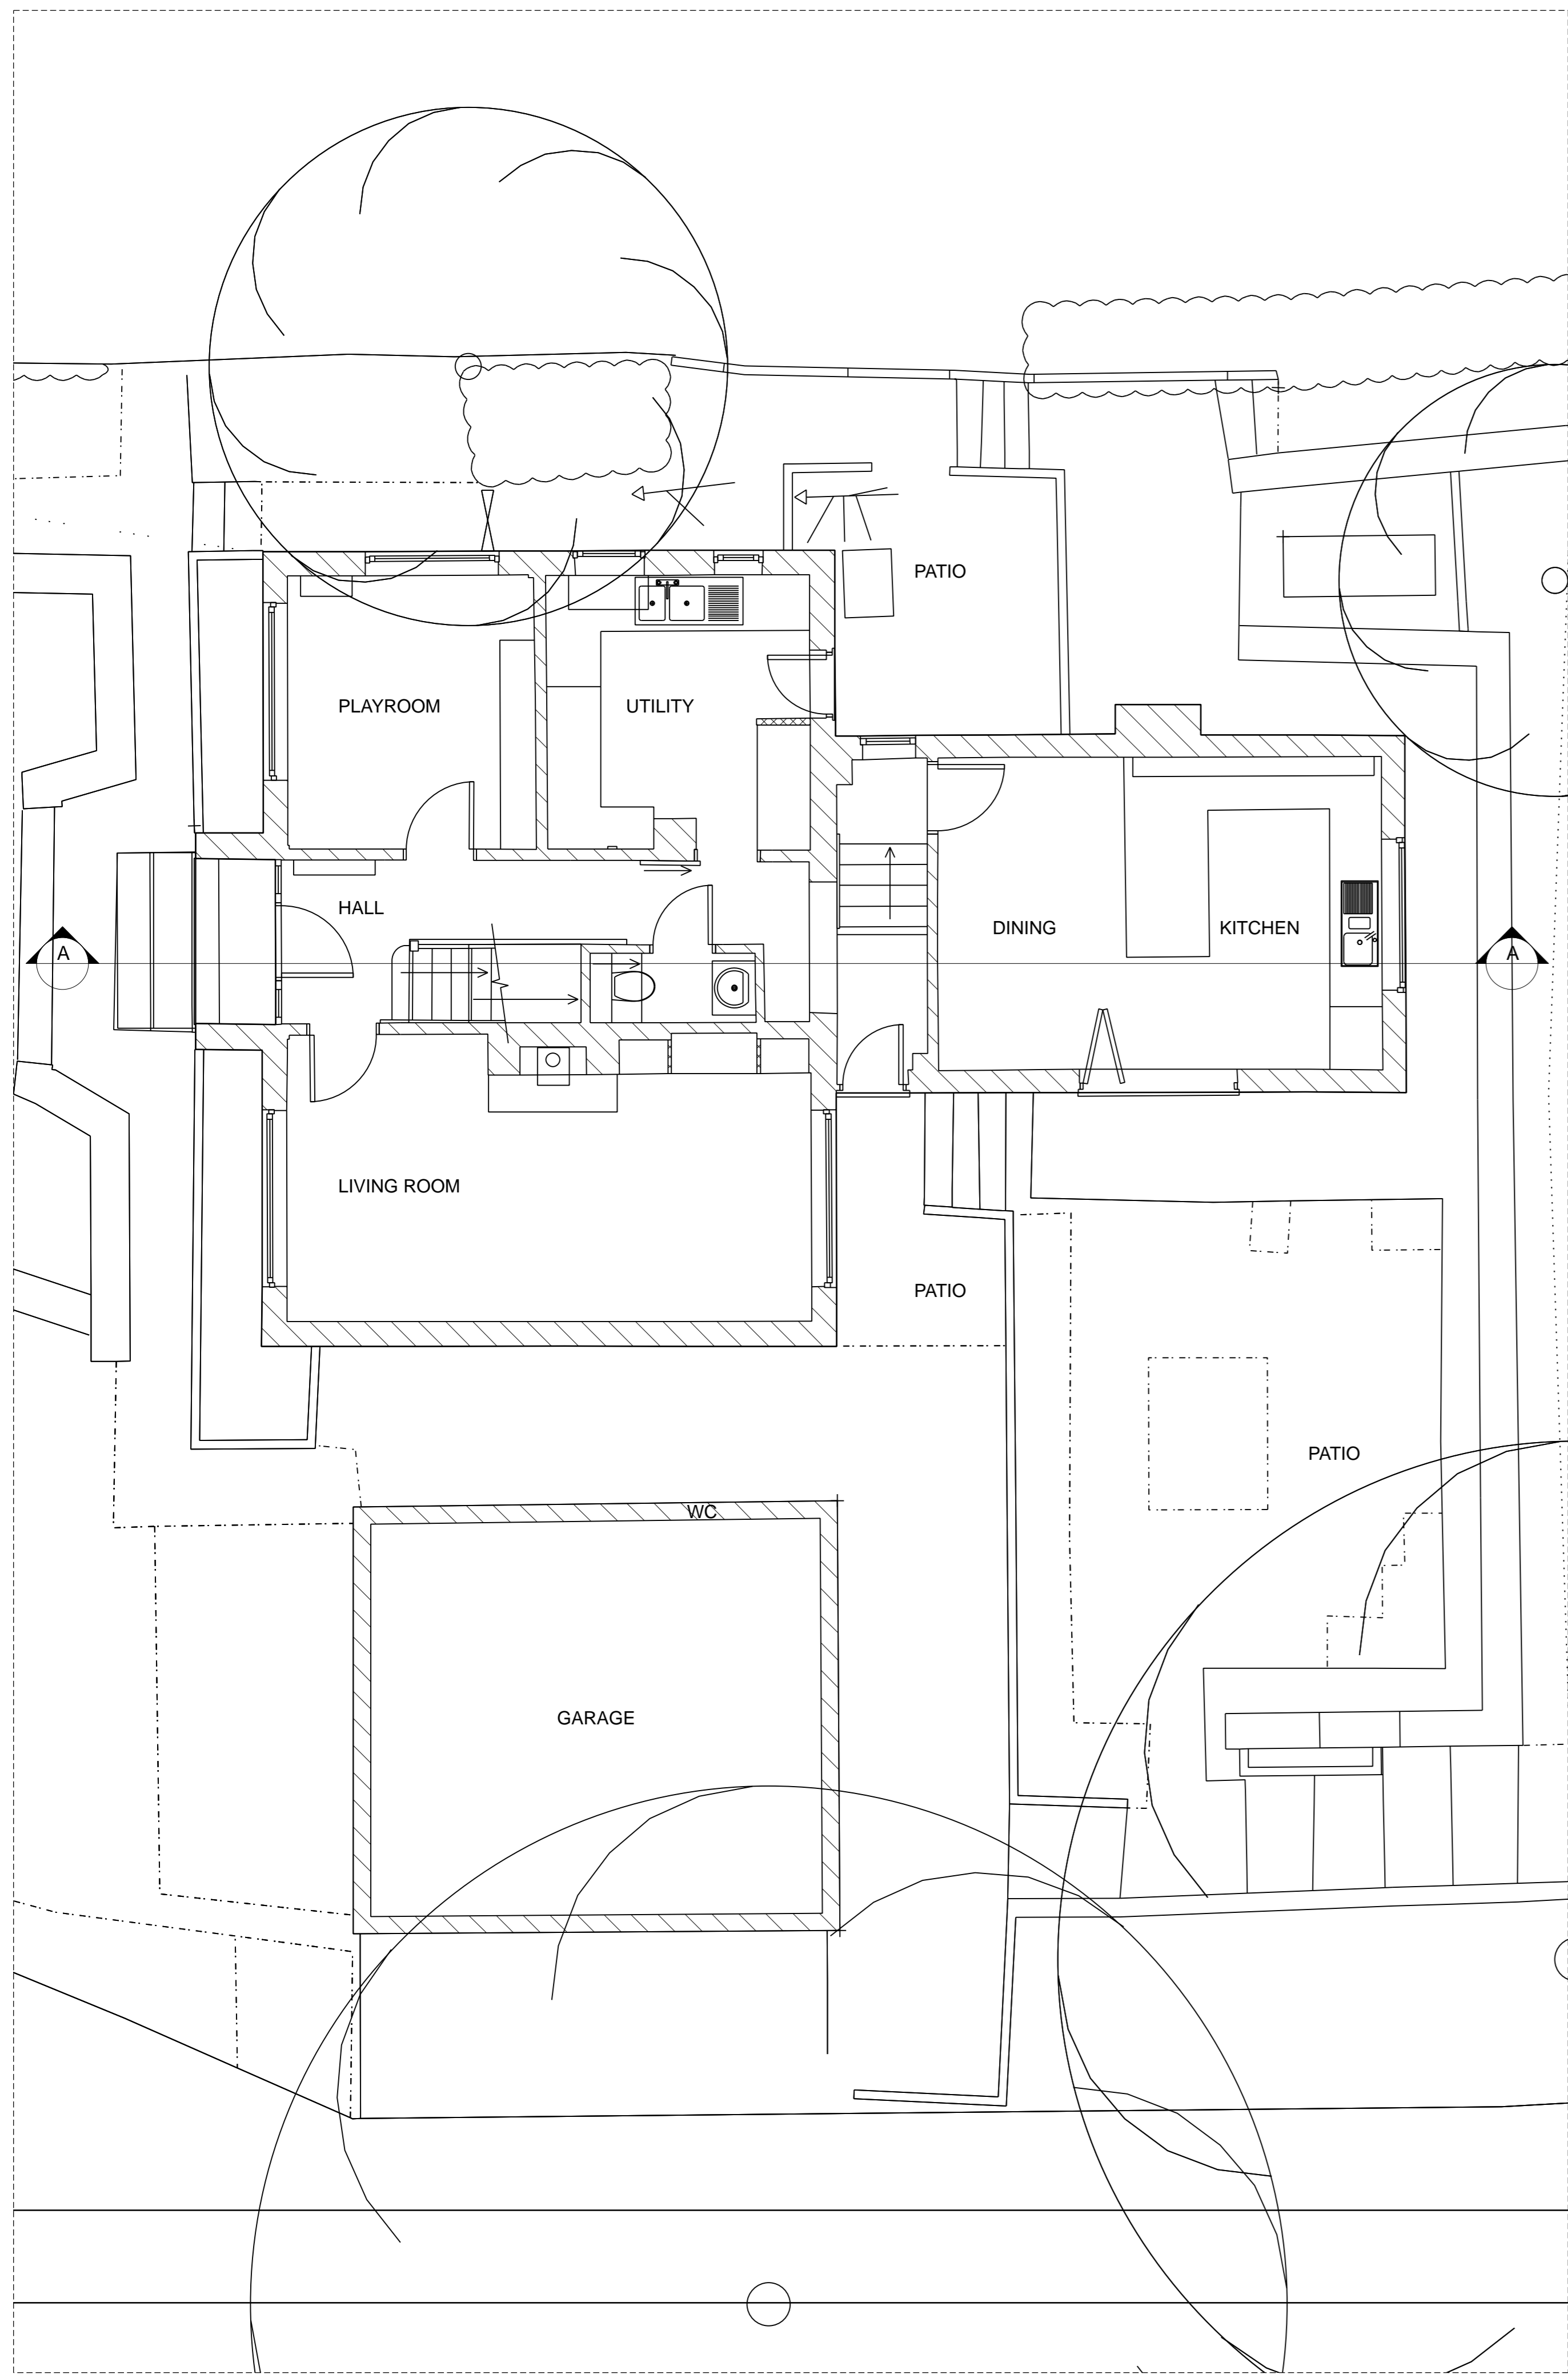 PATIO
PLAYROOM
UTILITY
HALL
DINING
KITCHEN
A
A
LIVING ROOM
PATIO
PATIO
WC
GARAGE